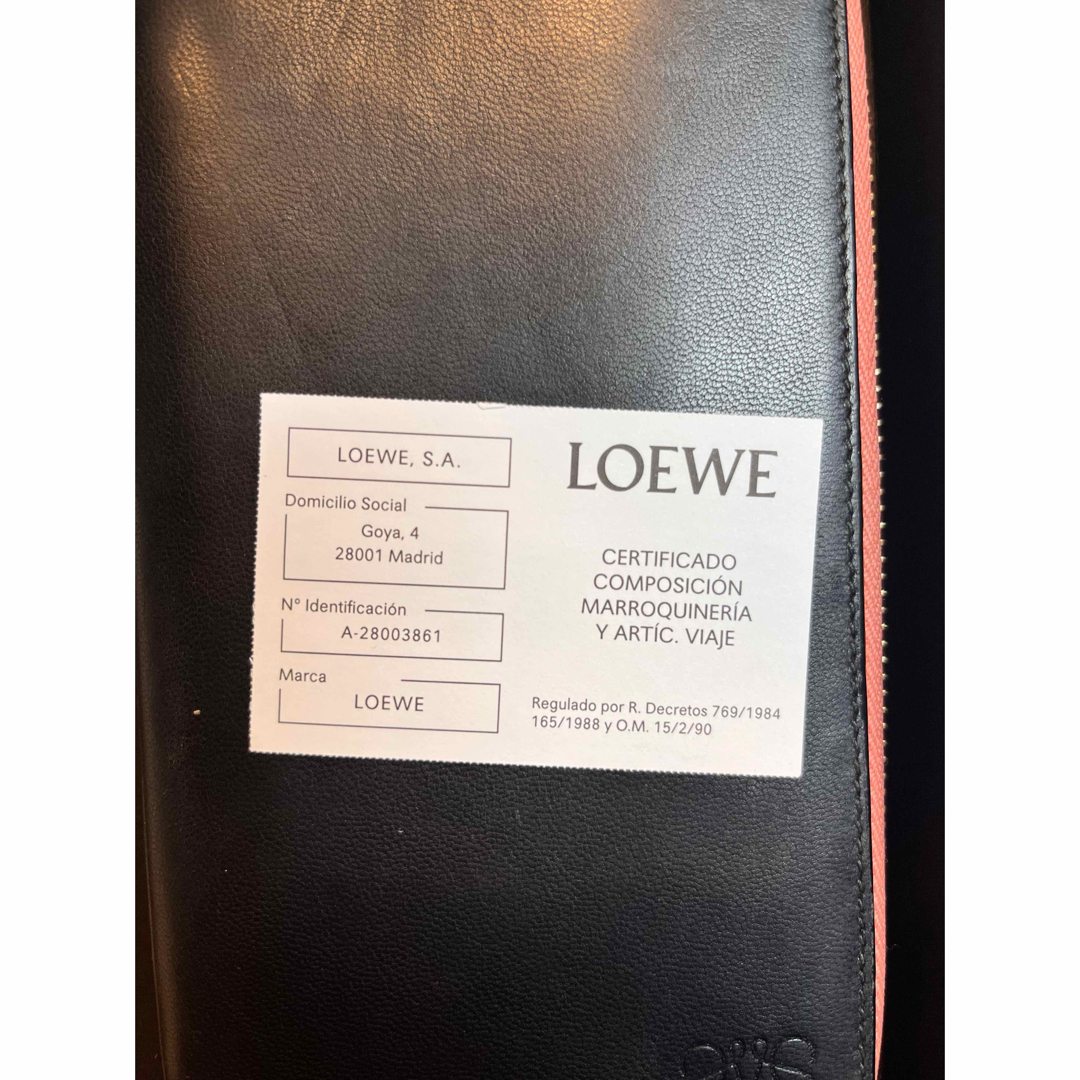 LOEWE, S.A.
Domicilio Social
Goya, 4
28001 Madrid
Nº Identificación
A-28003861
Marca
LOEWE
LOEWE
CERTIFICADO
COMPOSICIÓN
MARROQUINERÍA
Y ARTÍC. VIAJE
Regulado por R. Decretos 769/1984
165/1988 y O.M. 15/2/90